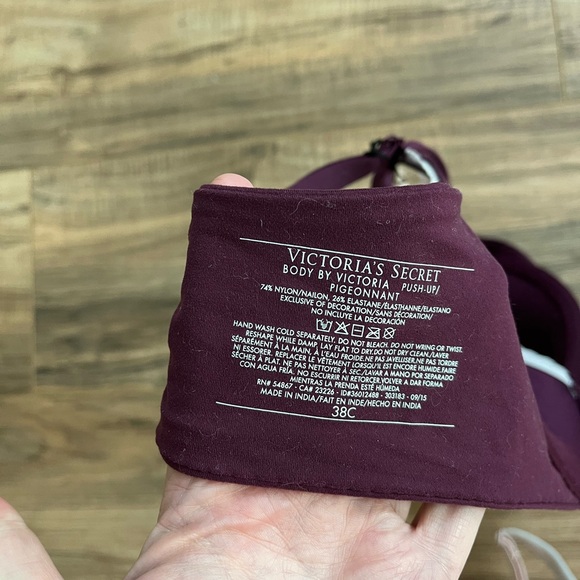 VICTORIA'S SECRET
BODY BY VICTORIA PUSH-UP/
PIGEONNANT
74% NYLON/NAILON, 26% ELASTANE/ÉLASTHANNE/ELASTANO
EXCLUSIVE OF DECORATION/SANS DÉCORATION/
NO INCLUYE LA DECORACIÓN
HAND WASH COLD SEPARATELY. DO NOT BLEACH. DO NOT WRING OR TWIST.
RESHAPE WHILE DAMP, LAY FLAT TO DRY.DO NOT DRY CLEAN./LAVER
SÉPARÉMENT À LA MAIN, À L'EAU FROIDE.NE PAS JAVELLISER.NE PAS TORDRE
NI ESSORER. REPLACER LE VÊTEMENT LORSQU'IL EST ENCORE HUMIDE.FAIRE
SÉCHER À PLAT. NE PAS NETTOYER À SEC./LAVAR A MANO POR SEPARADO
CON AGUA FRÍA. NO ESCURRIR NI RETORCER.VOLVER A DAR FORMA
MIENTRAS LA PRENDA ESTÉ HÚMEDA
RN# 54867 - CA# 23226 - ID#36012488 - 303183 - 09/15
MADE IN INDIA/FAIT EN INDE/HECHO EN INDIA
38C